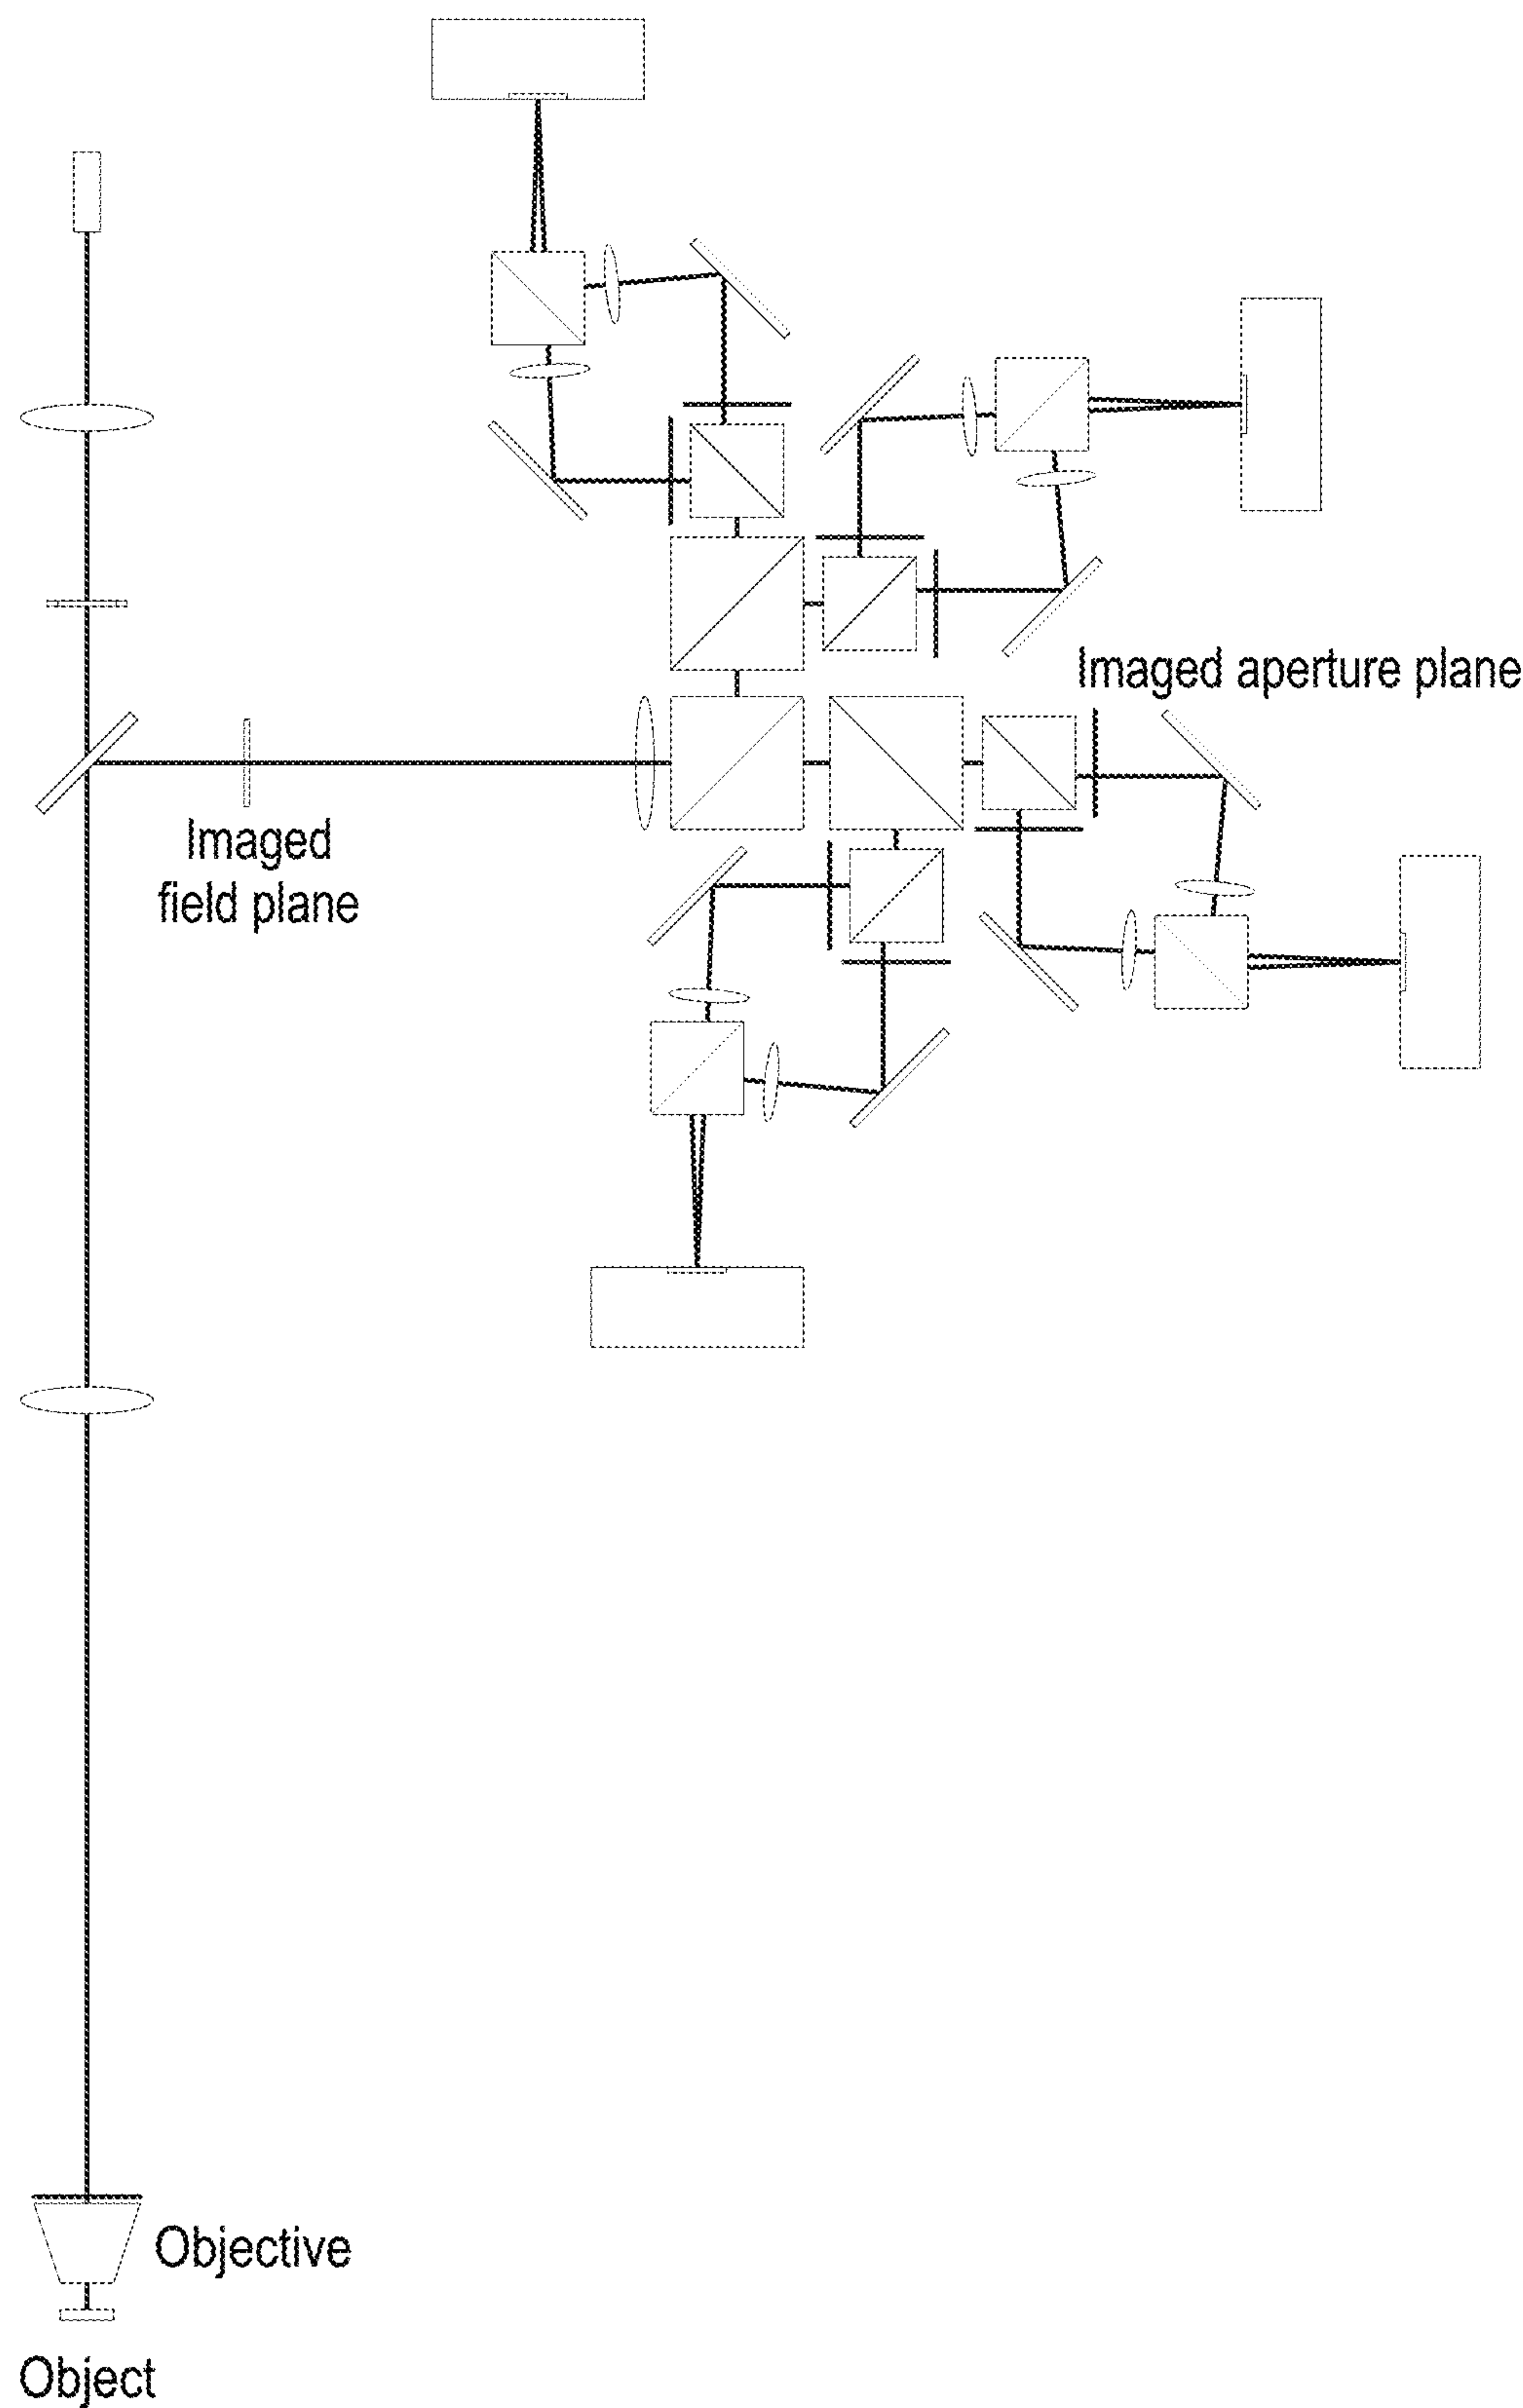 Imaged aperture plane
Imaged
field plane
Objective
Object